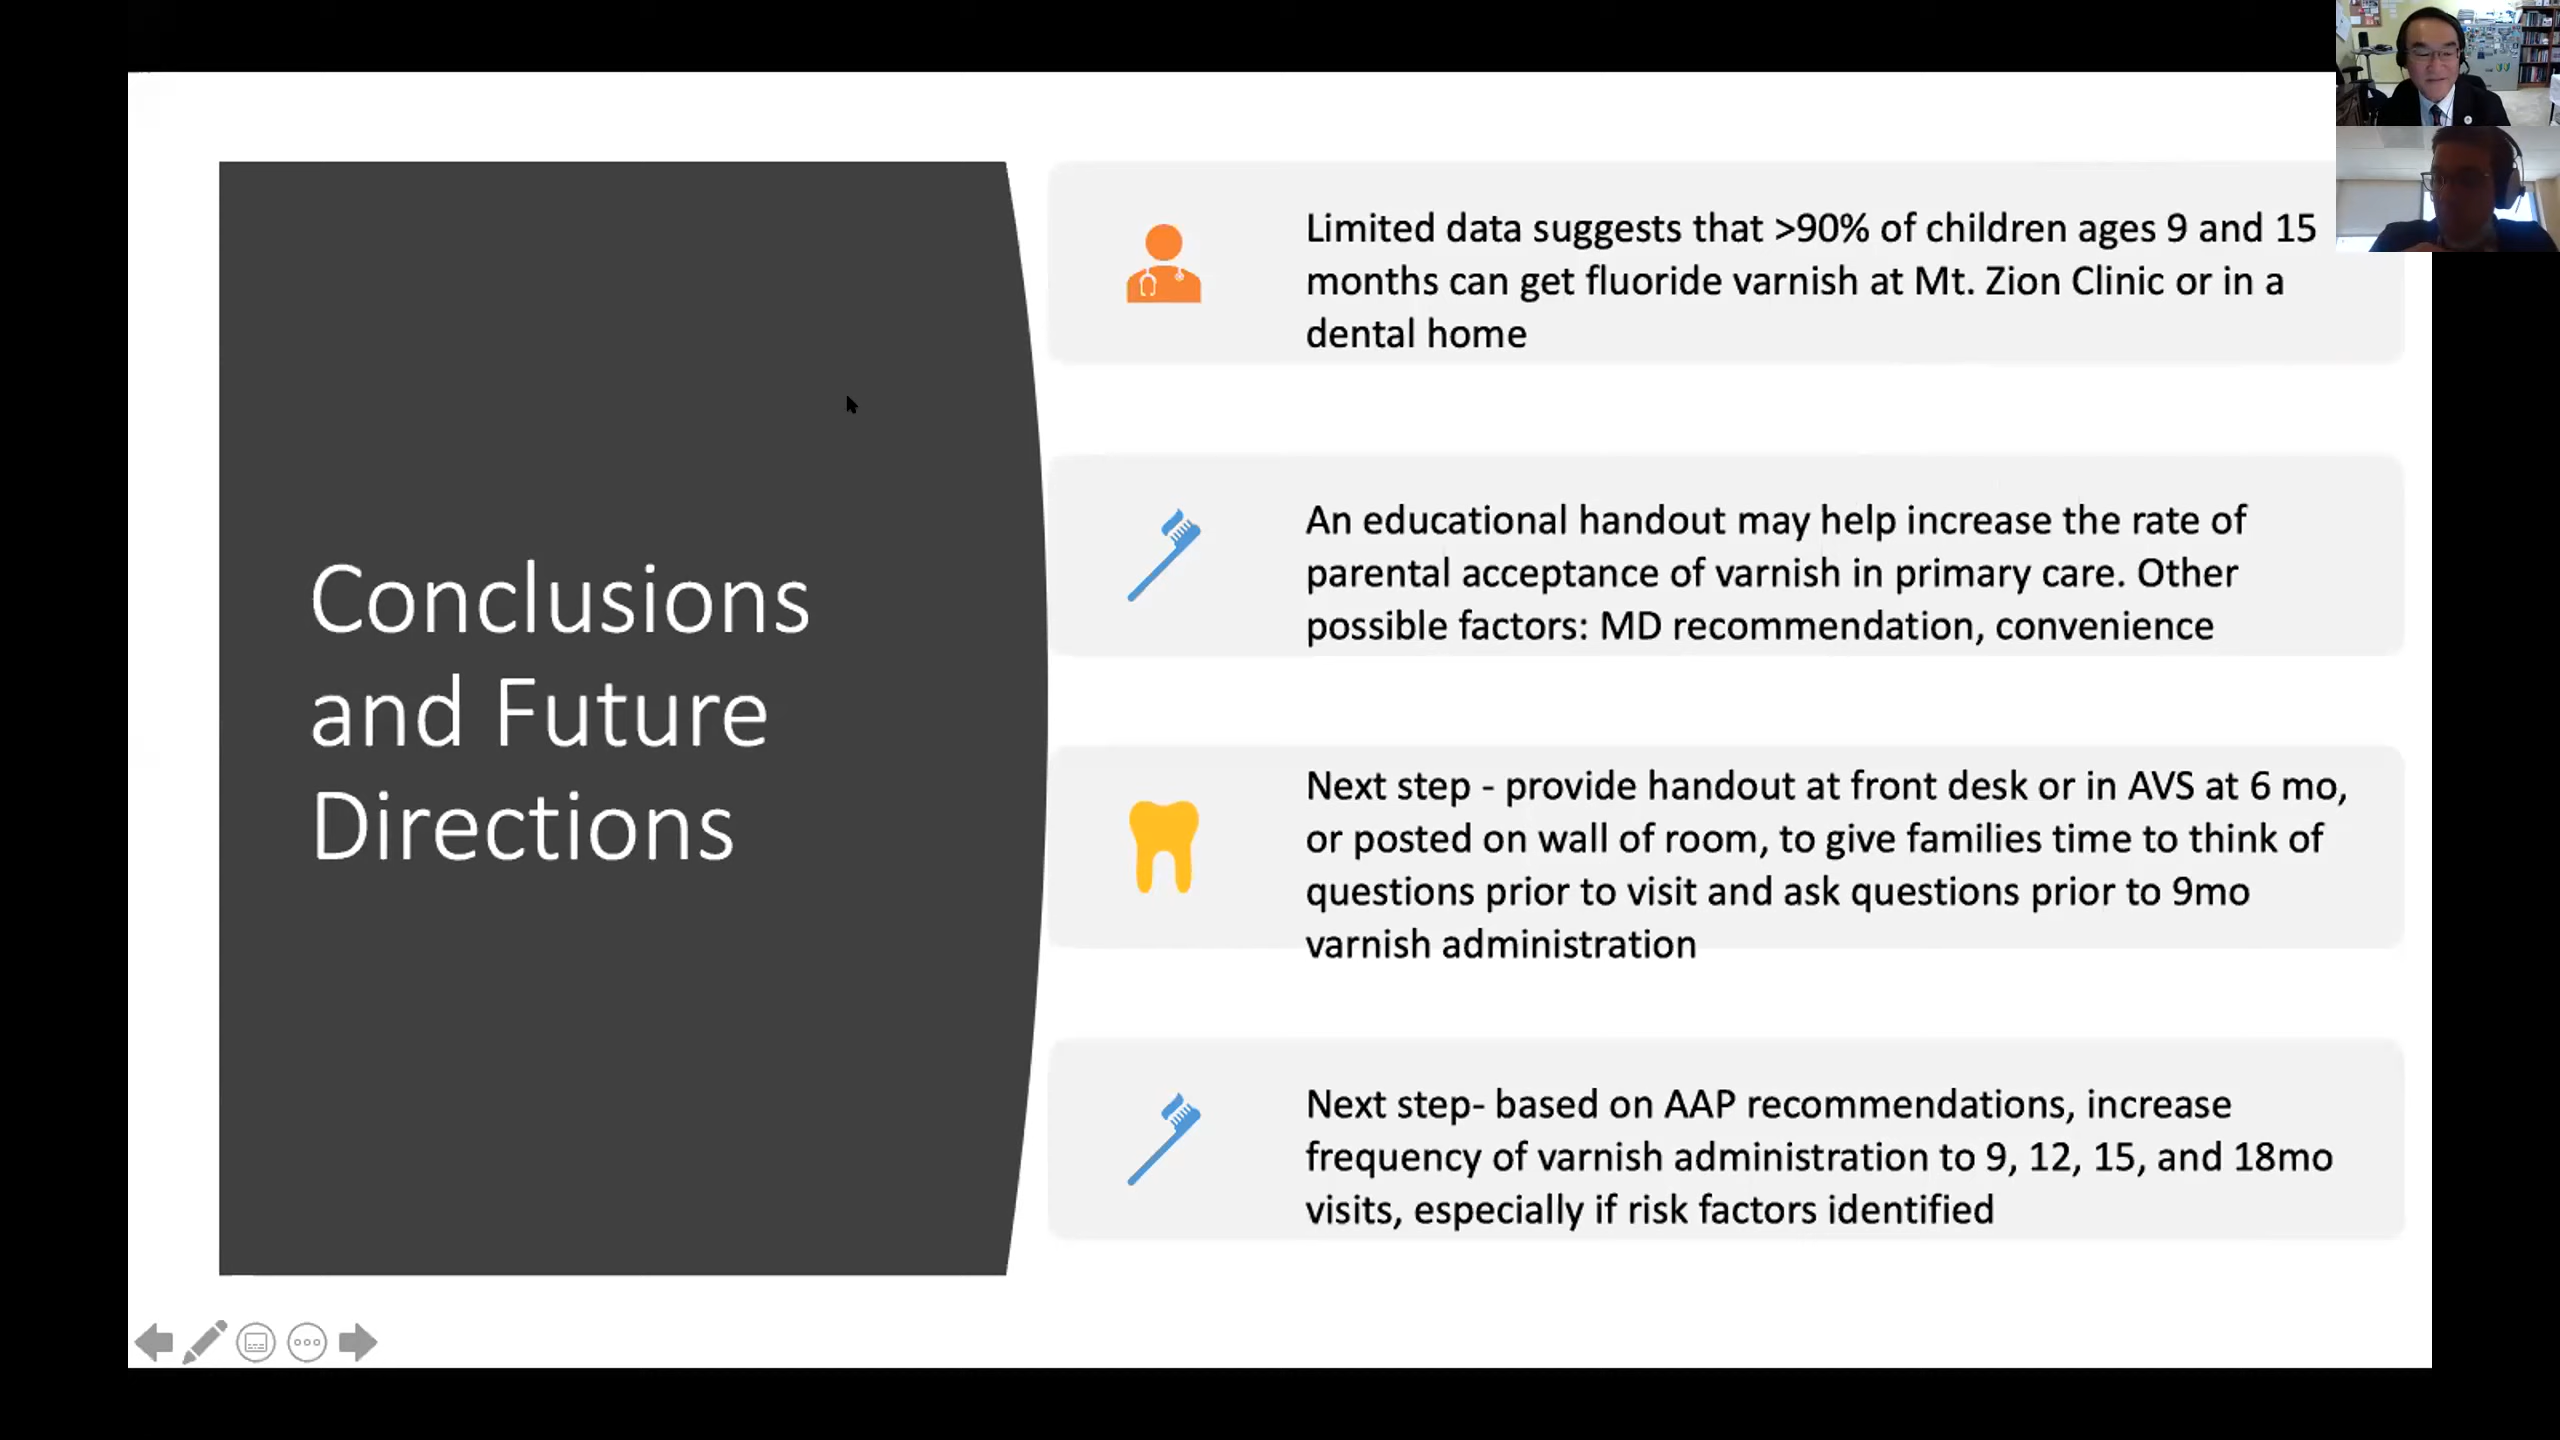 Conclusions
and Future
Directions
Limited data suggests that >90% of children ages 9 and 15
months can get fluoride varnish at Mt. Zion Clinic or in a
dental home
An educational handout may help increase the rate of
parental acceptance of varnish in primary care. Other
possible factors: MD recommendation, convenience
Next step - provide handout at front desk or in AVS at 6 mo,
or posted on wall of room, to give families time to think of
questions prior to visit and ask questions prior to 9mo
varnish administration
Next step- based on AAP recommendations, increase
frequency of varnish administration to 9, 12, 15, and 18mo
visits, especially if risk factors identified